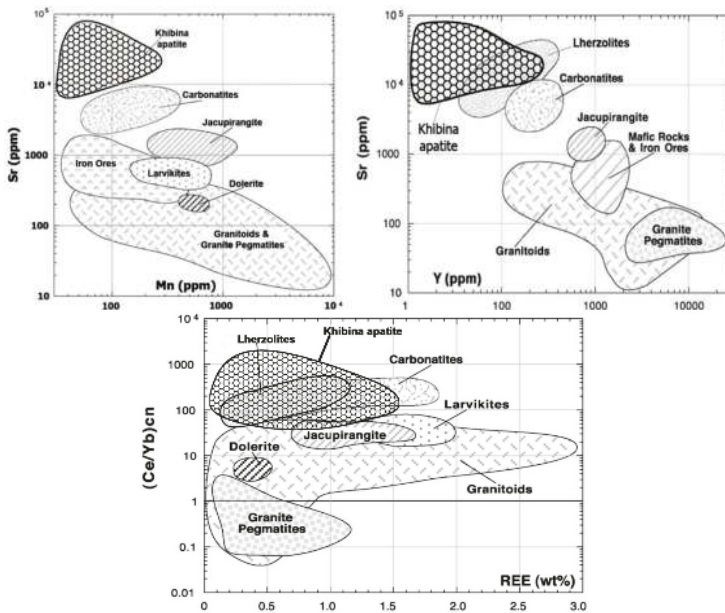 10⁵
Khibina
apatite
10⁴
Carbonatites
Jacupirangite
1000
Iron Ores
Larvikites
Dolerite
100
Granitoids &
Granite Pegmatites
10
100
1000
10⁴
Mn (ppm)
Sr (ppm)
10⁵
Lherzolites
10⁴
Carbonatites
Khibina
apatite
Jacupirangite
Mafic Rocks
& Iron Ores
1000
100
Granitoids
Granite
Pegmatites
10
1
100
1000
10000
Y (ppm)
Sr (ppm)
10⁴
Khibina apatite
Lherzolites
Carbonatites
1000
100
Larvikites
Jacupirangite
Dolerite
10
Granitoids
1
Granite
Pegmatites
0.1
0.01
REE (wt%)
0
0.5
1.0
1.5
2.0
2.5
3.0
(Ce/Yb)cn